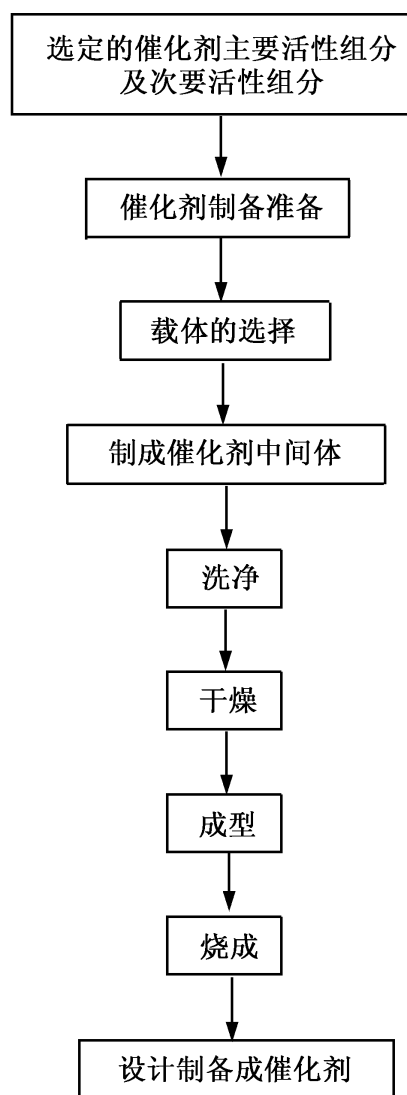 选定的催化剂主要活性组分
及次要活性组分
催化剂制备准备
载体的选择
制成催化剂中间体
洗净
干燥
成型
烧成
设计制备成催化剂